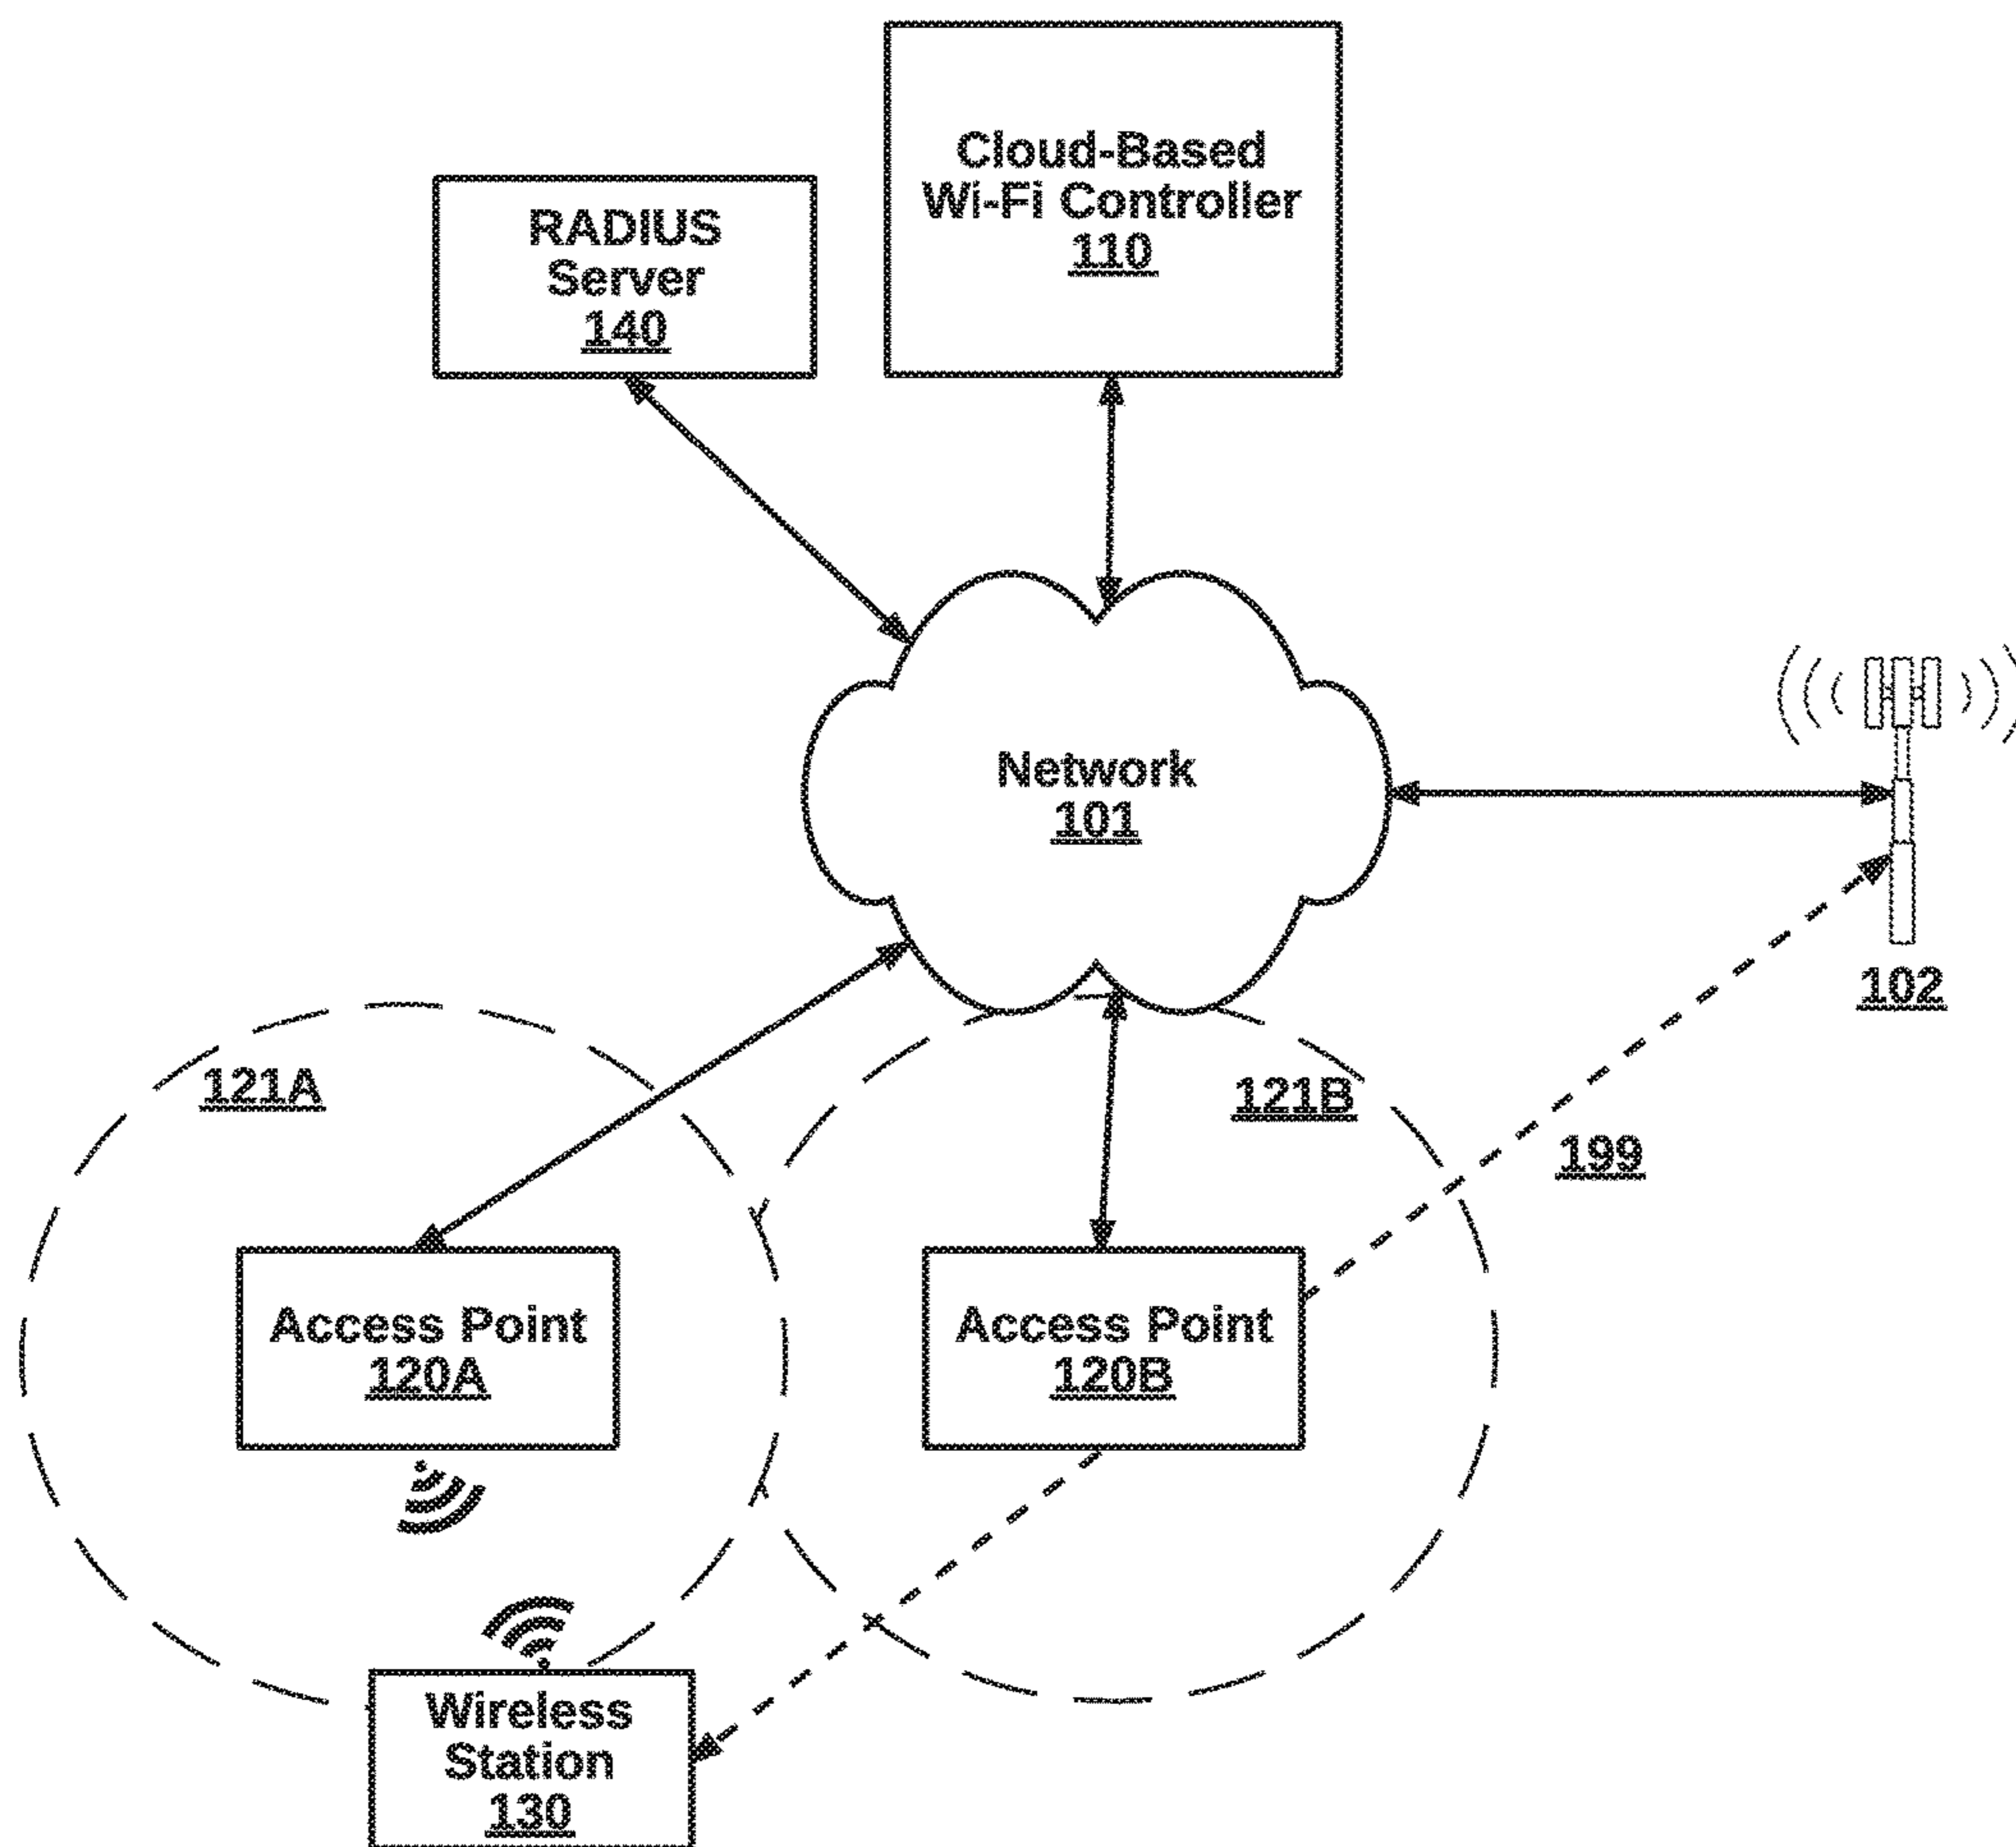 Cloud-Based
Wi-Fi Controller
110
RADIUS
Server
140
Network
101
102
121A
121B
199
Access Point
120A
Access Point
120B
Wireless
Station
130